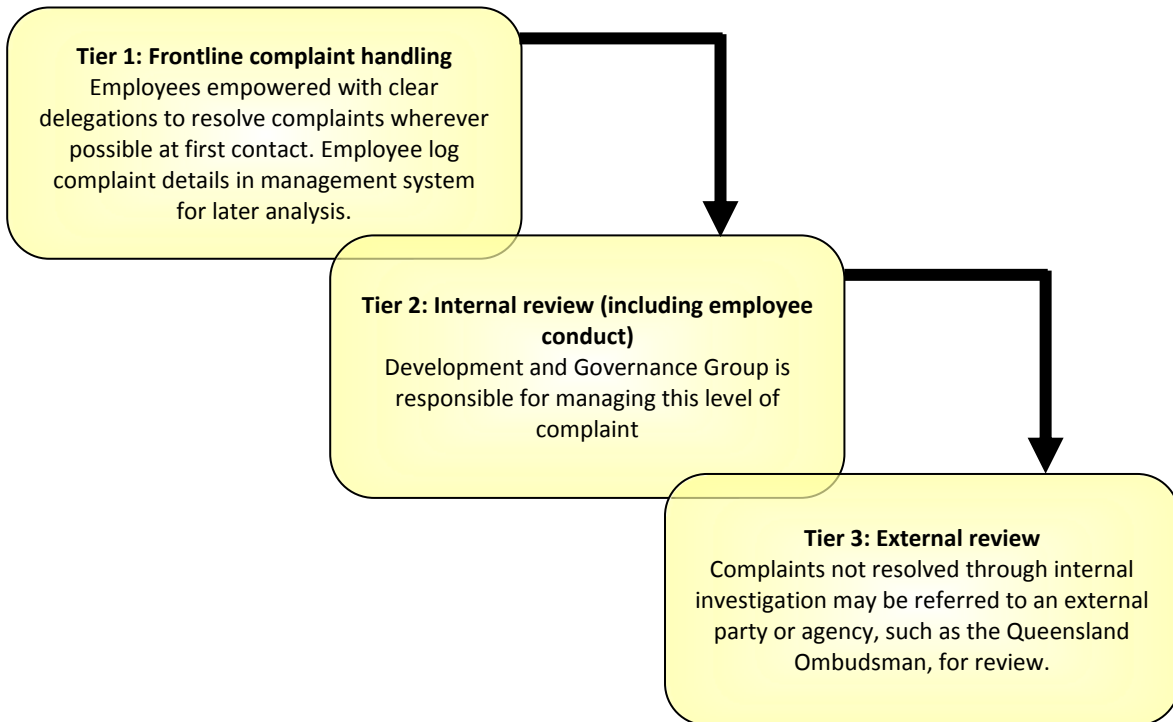 Tier 1: Frontline complaint handling
Employees empowered with clear
delegations to resolve complaints wherever
possible at first contact. Employee log
complaint details in management system
for later analysis.
Tier 2: Internal review (including employee
conduct)
Development and Governance Group is
responsible for managing this level of
complaint
Tier 3: External review
Complaints not resolved through internal
investigation may be referred to an external
party or agency, such as the Queensland
Ombudsman, for review.